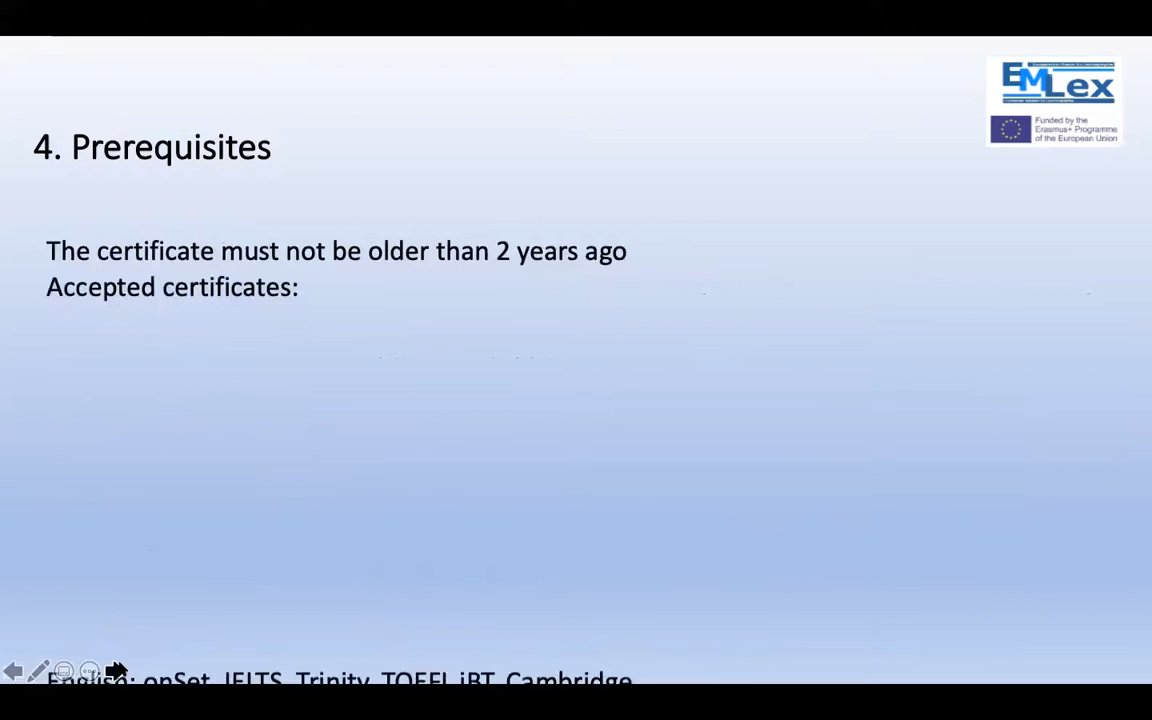 EMLex
Funded by the
Erasmus+ Programme
of the European Union
4. Prerequisites
The certificate must not be older than 2 years ago
Accepted certificates:
English: onSet, IELTS, Trinity, TOEFL iBT, Cambridge